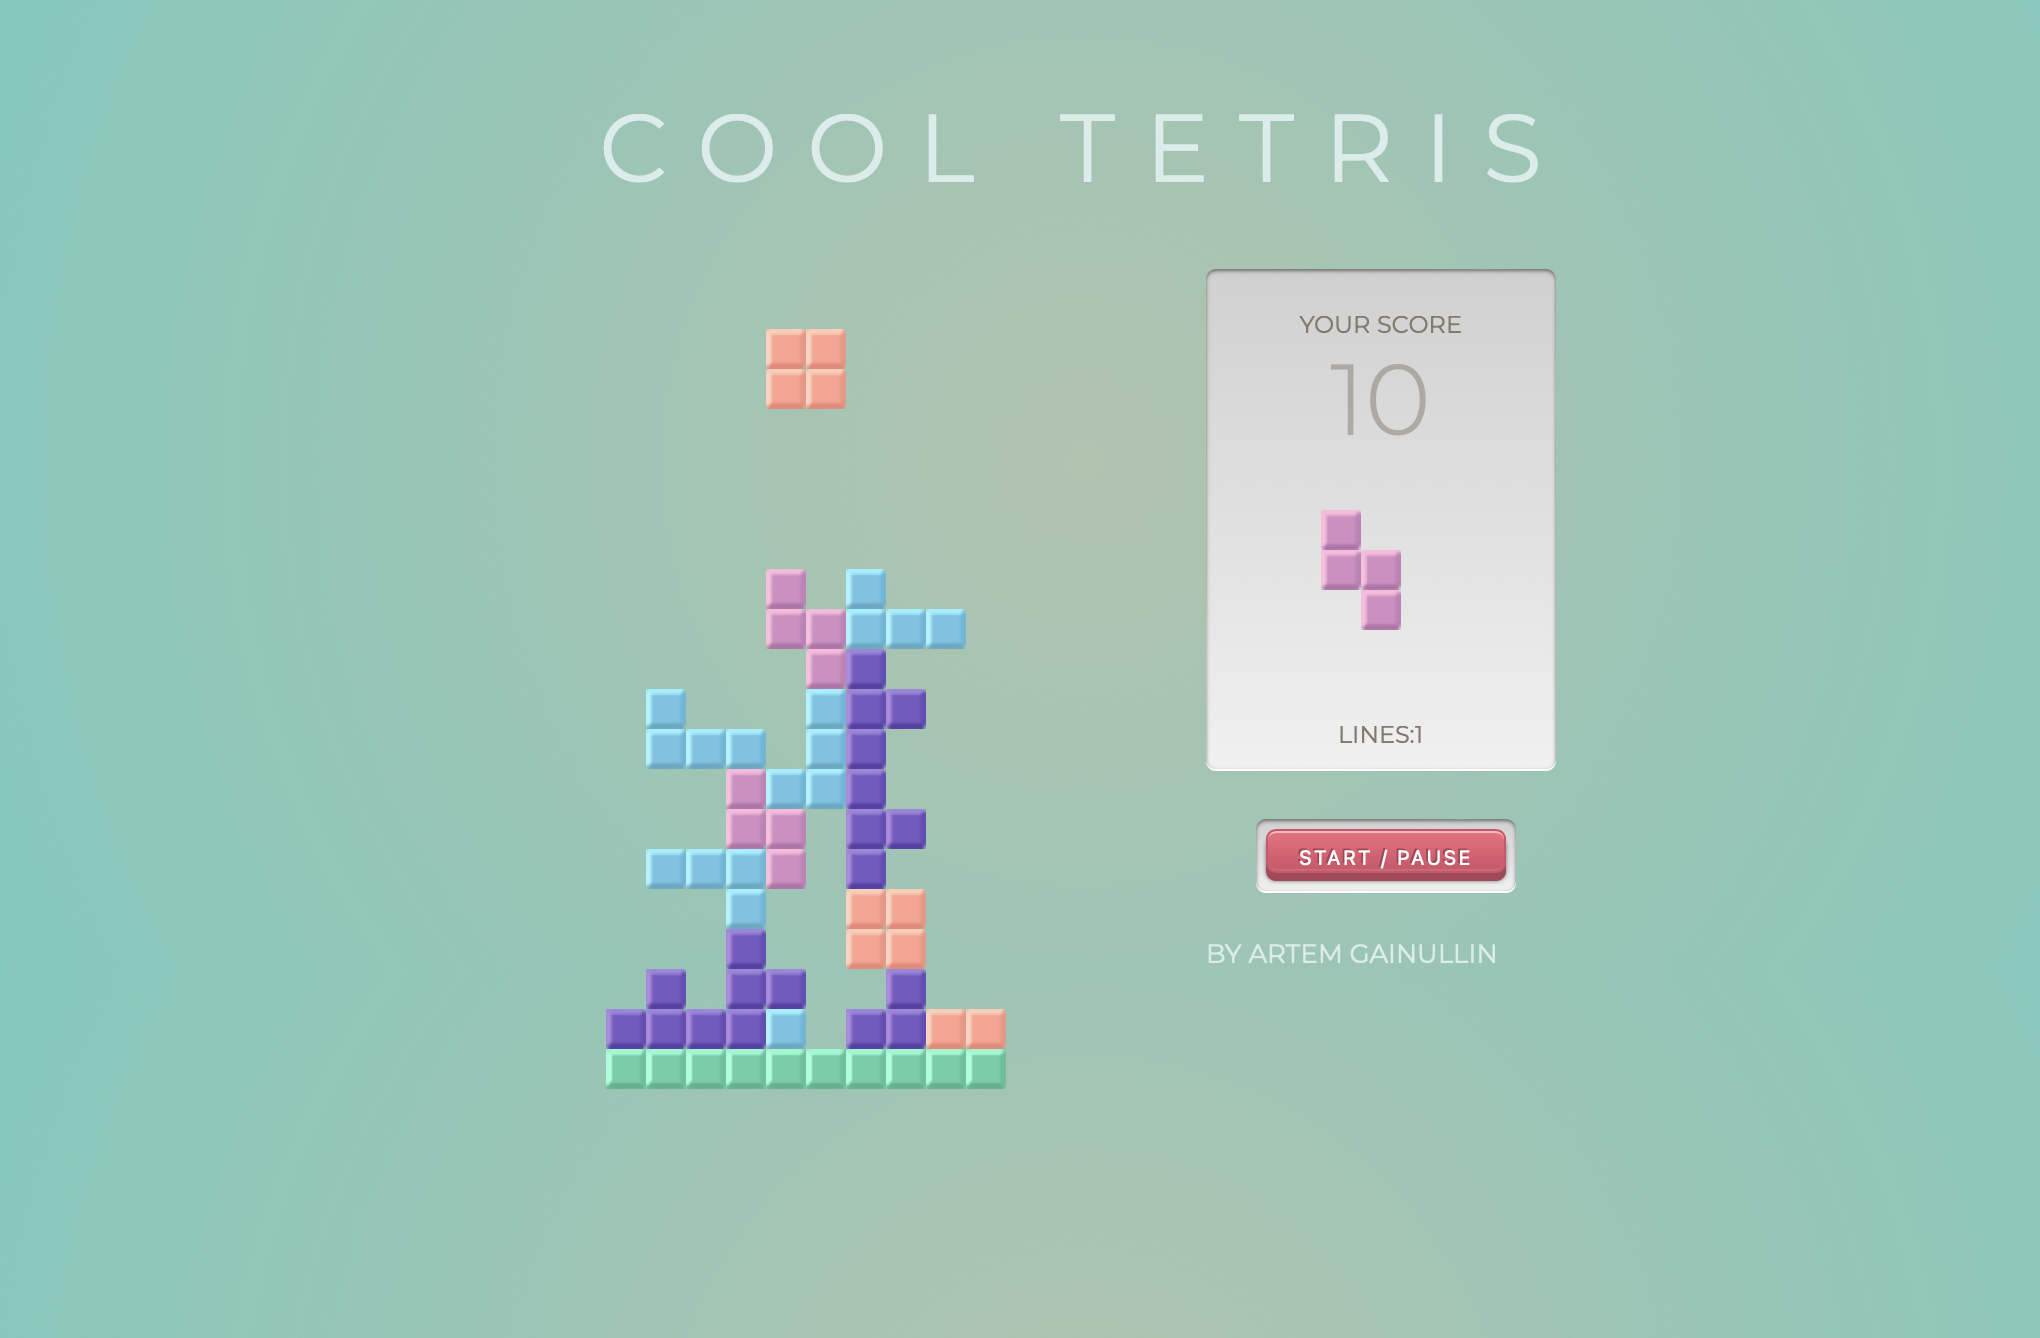 COOL TETRIS
YOUR SCORE
10
LINES:1
START / PAUSE
BY ARTEM GAINULLIN